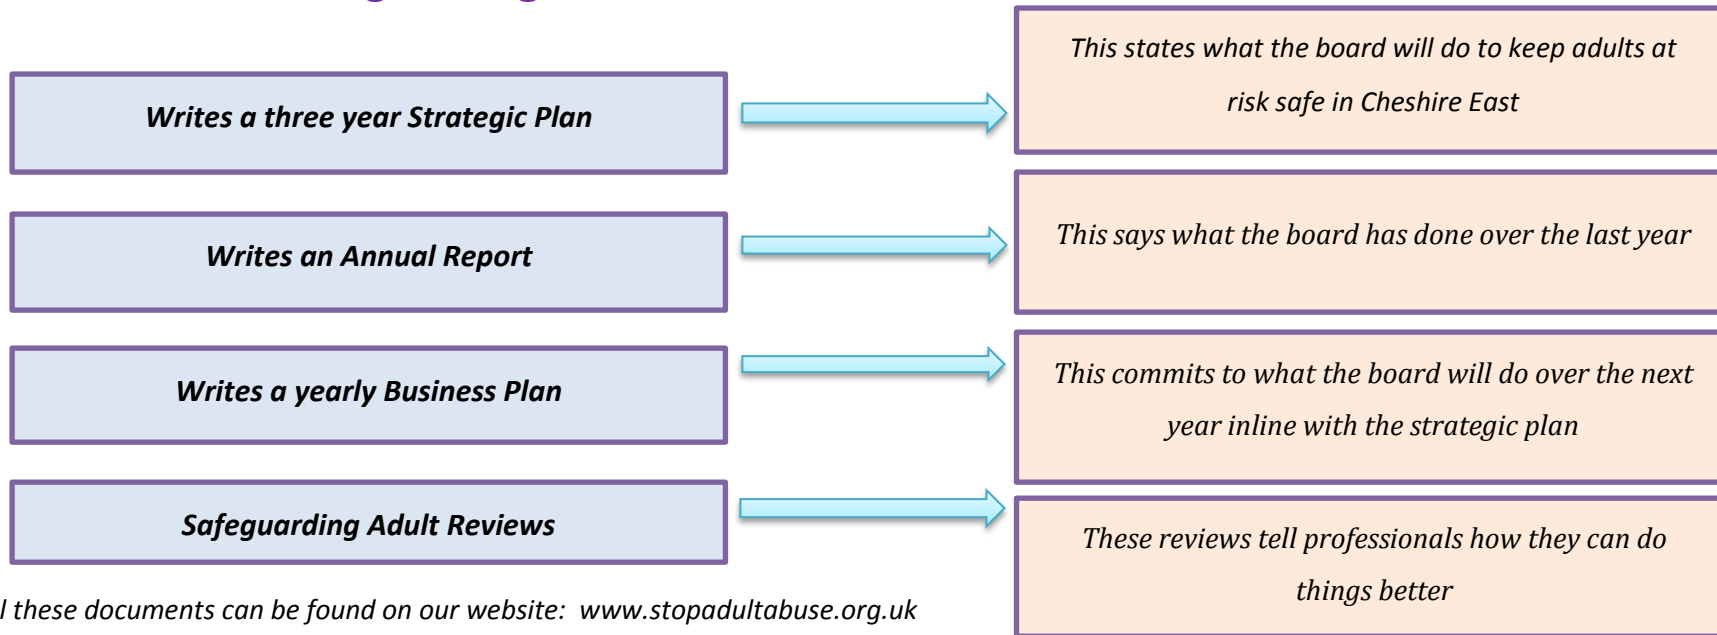 Writes a three year Strategic Plan
This states what the board will do to keep adults at
risk safe in Cheshire East
Writes an Annual Report
This says what the board has done over the last year
Writes a yearly Business Plan
This commits to what the board will do over the next
year inline with the strategic plan
Safeguarding Adult Reviews
These reviews tell professionals how they can do
things better
these documents can be found on our website: www.stopadultabuse.org.uk